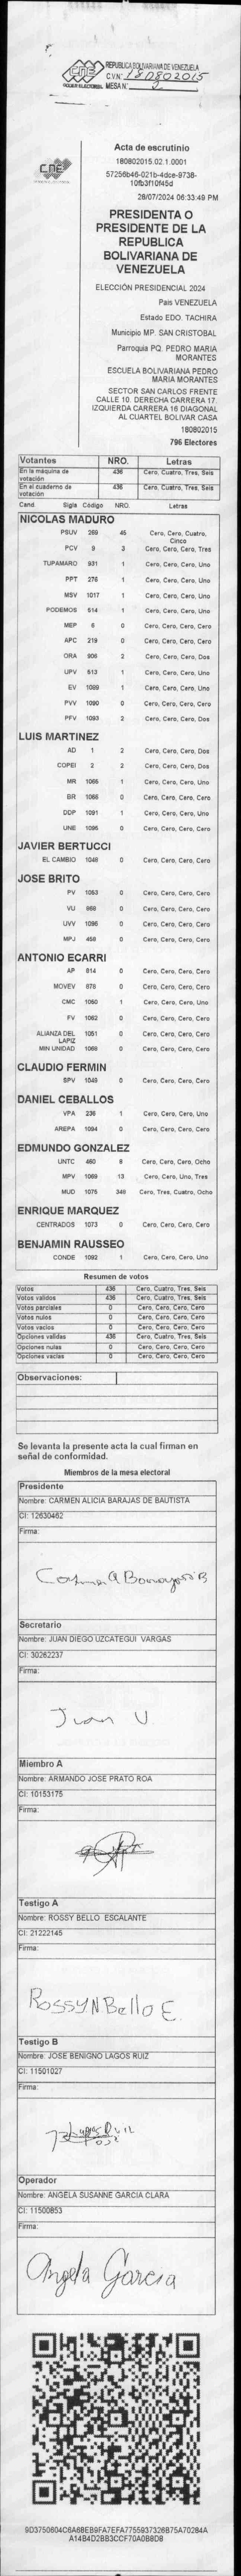 CNE
PODER ELECTORAL
REPUBLICA BOLIVARIANA DE VENEZUELA
C.V.N° 180802015
MESA N° 2
CNE
Acta de escrutinio
180802015.02.1.0001
57256b46-021b-4dce-9738-
10fb3f10f45d
28/07/2024 06:33:49 PM
PRESIDENTA O
PRESIDENTE DE LA
REPUBLICA
BOLIVARIANA DE
VENEZUELA
ELECCIÓN PRESIDENCIAL 2024
Pais VENEZUELA
Estado EDO. TACHIRA
Municipio MP. SAN CRISTOBAL
Parroquia PQ. PEDRO MARIA
MORANTES
ESCUELA BOLIVARIANA PEDRO
MARIA MORANTES
SECTOR SAN CARLOS FRENTE
CALLE 10. DERECHA CARRERA 17.
IZQUIERDA CARRERA 16 DIAGONAL
AL CUARTEL BOLIVAR CASA
180802015
796 Electores
Votantes NRO. Letras
En la máquina de votación 436 Cero, Cuatro, Tres, Seis
En el cuaderno de votación 436 Cero, Cuatro, Tres, Seis
Cand Sigla Código NRO. Letras
NICOLAS MADURO
PSUV 269 45 Cero, Cero, Cuatro, Cinco
PCV 9 3 Cero, Cero, Cero, Tres
TUPAMARO 931 1 Cero, Cero, Cero, Uno
PPT 276 1 Cero, Cero, Cero, Uno
MSV 1017 1 Cero, Cero, Cero, Uno
PODEMOS 514 1 Cero, Cero, Cero, Uno
MEP 6 0 Cero, Cero, Cero, Cero
APC 219 0 Cero, Cero, Cero, Cero
ORA 906 2 Cero, Cero, Cero, Dos
UPV 513 1 Cero, Cero, Cero, Uno
EV 1089 1 Cero, Cero, Cero, Uno
PVV 1090 0 Cero, Cero, Cero, Cero
PFV 1093 2 Cero, Cero, Cero, Dos
LUIS MARTINEZ
AD 1 2 Cero, Cero, Cero, Dos
COPEI 2 2 Cero, Cero, Cero, Dos
MR 1065 1 Cero, Cero, Cero, Uno
BR 1066 0 Cero, Cero, Cero, Cero
DDP 1091 1 Cero, Cero, Cero, Uno
UNE 1095 0 Cero, Cero, Cero, Cero
JAVIER BERTUCCI
EL CAMBIO 1048 0 Cero, Cero, Cero, Cero
JOSE BRITO
PV 1053 0 Cero, Cero, Cero, Cero
VU 868 0 Cero, Cero, Cero, Cero
UVV 1096 0 Cero, Cero, Cero, Cero
MPJ 458 0 Cero, Cero, Cero, Cero
ANTONIO ECARRI
AP 814 0 Cero, Cero, Cero, Cero
MOVEV 878 0 Cero, Cero, Cero, Cero
CMC 1050 1 Cero, Cero, Cero, Uno
FV 1062 0 Cero, Cero, Cero, Cero
ALIANZA DEL LAPIZ 1051 0 Cero, Cero, Cero, Cero
MIN UNIDAD 1068 0 Cero, Cero, Cero, Cero
CLAUDIO FERMIN
SPV 1049 0 Cero, Cero, Cero, Cero
DANIEL CEBALLOS
VPA 236 1 Cero, Cero, Cero, Uno
AREPA 1094 0 Cero, Cero, Cero, Cero
EDMUNDO GONZALEZ
UNTC 460 8 Cero, Cero, Cero, Ocho
MPV 1069 13 Cero, Cero, Uno, Tres
MUD 1075 348 Cero, Tres, Cuatro, Ocho
ENRIQUE MARQUEZ
CENTRADOS 1073 0 Cero, Cero, Cero, Cero
BENJAMIN RAUSSEO
CONDE 1092 1 Cero, Cero, Cero, Uno
Resumen de votos
Votos 436 Cero, Cuatro, Tres, Seis
Votos validos 436 Cero, Cuatro, Tres, Seis
Votos parciales 0 Cero, Cero, Cero, Cero
Votos nulos 0 Cero, Cero, Cero, Cero
Votos vacios 0 Cero, Cero, Cero, Cero
Opciones validas 436 Cero, Cuatro, Tres, Seis
Opciones nulas 0 Cero, Cero, Cero, Cero
Opciones vacias 0 Cero, Cero, Cero, Cero
Observaciones:
Se levanta la presente acta la cual firman en
señal de conformidad.
Miembros de la mesa electoral
Presidente
Nombre: CARMEN ALICIA BARAJAS DE BAUTISTA
CI: 12630462
Firma:
Secretario
Nombre: JUAN DIEGO UZCATEGUI VARGAS
CI: 30262237
Firma:
Juan U
Miembro A
Nombre: ARMANDO JOSE PRATO ROA
CI: 10153175
Firma:
Testigo A
Nombre: ROSSY BELLO ESCALANTE
CI: 21222145
Firma:
Rossy N Bello E.
Testigo B
Nombre: JOSE BENIGNO LAGOS RUIZ
CI: 11501027
Firma:
Operador
Nombre: ANGELA SUSANNE GARCIA CLARA
CI: 11500853
Firma:
Angela Garcia
9D3750604C6A68EB9FA7EFA7755937326B75A70284A
A14B4D2BB3CCF70A0B8D8